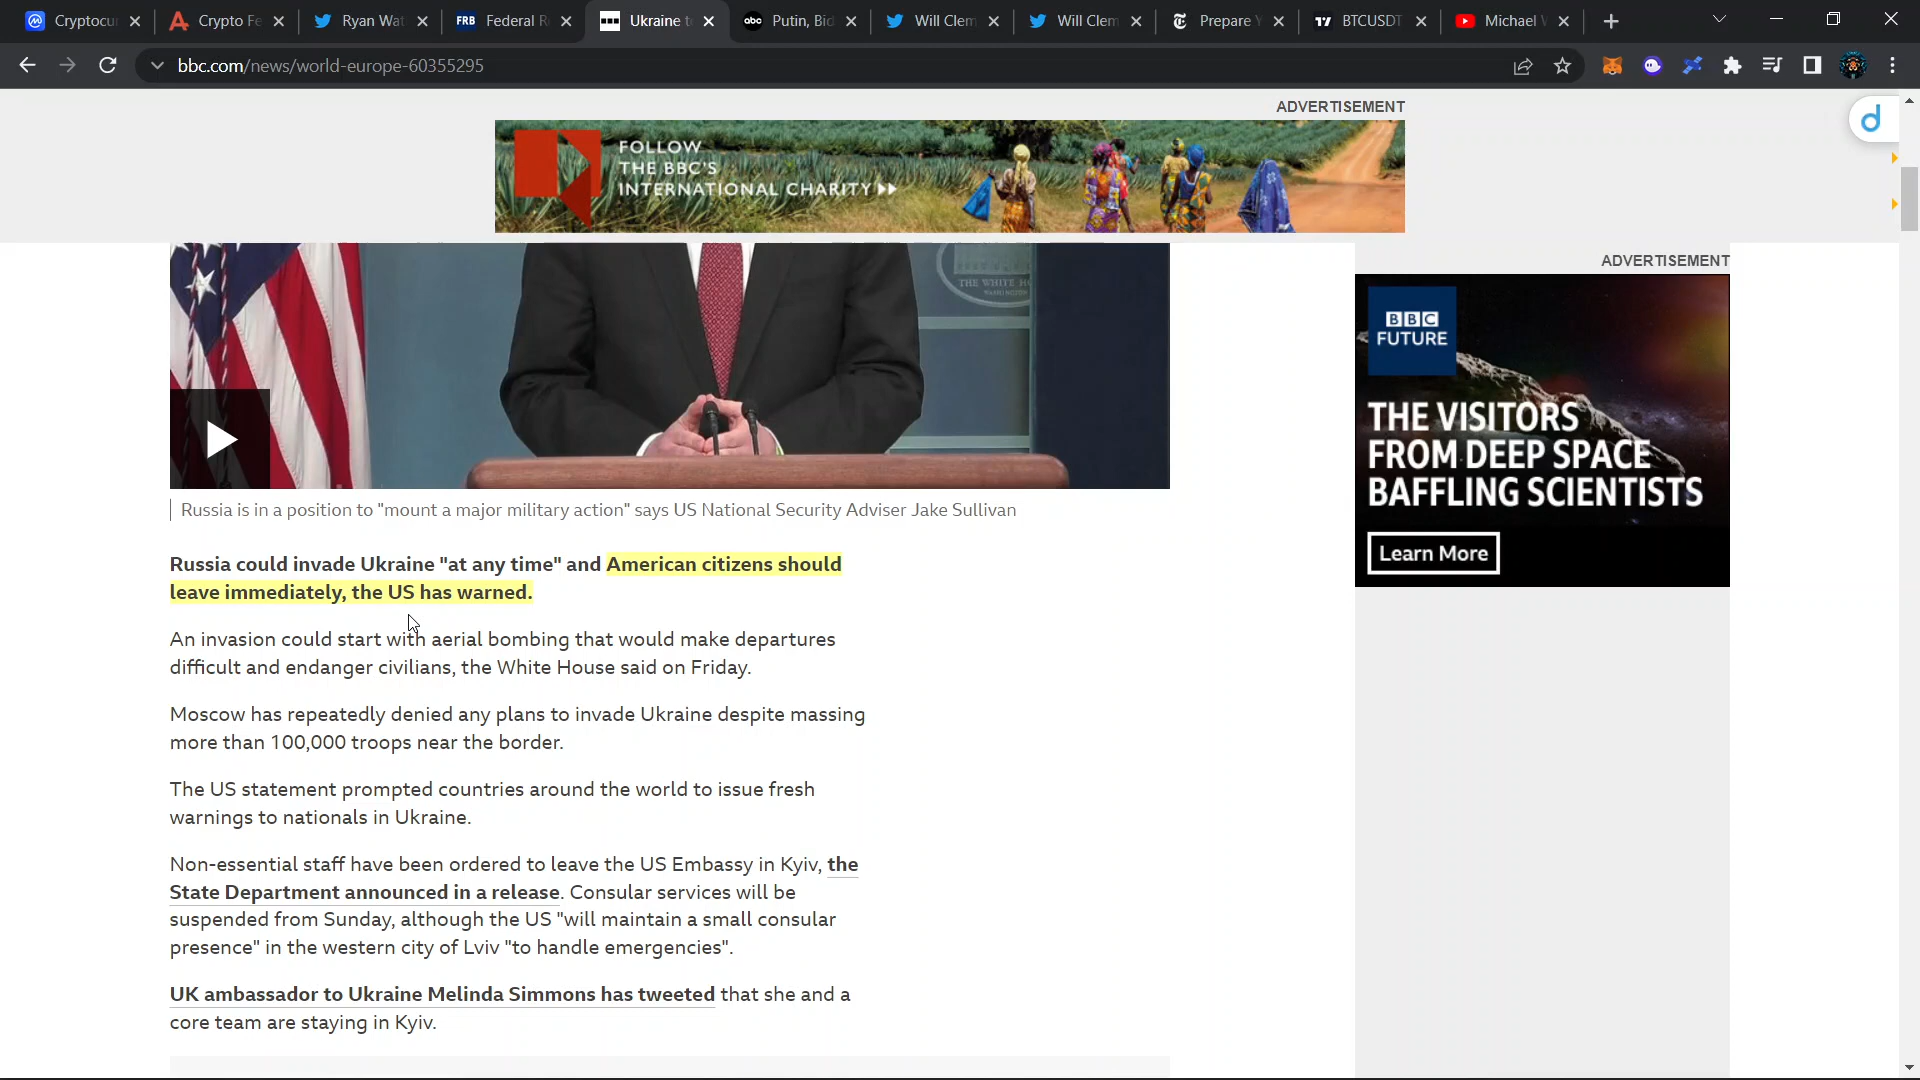 Cryptocu
Crypto Fe
Ryan Wat
FRB Federal R
Ukraine t
abc Putin, Bid
Will Clem
Will Clem
Prepare Y
BTCUSDT
Michael
bbc.com/news/world-europe-60355295
ADVERTISEMENT
FOLLOW
THE BBC'S
INTERNATIONAL CHARITY
THE WHITE HO
WASHINGTON
ADVERTISEMENT
BBC
FUTURE
THE VISITORS
FROM DEEP SPACE
BAFFLING SCIENTISTS
Learn More
Russia is in a position to "mount a major military action" says US National Security Adviser Jake Sullivan
Russia could invade Ukraine "at any time" and American citizens should
leave immediately, the US has warned.
An invasion could start with aerial bombing that would make departures
difficult and endanger civilians, the White House said on Friday.
Moscow has repeatedly denied any plans to invade Ukraine despite massing
more than 100,000 troops near the border.
The US statement prompted countries around the world to issue fresh
warnings to nationals in Ukraine.
Non-essential staff have been ordered to leave the US Embassy in Kyiv, the
State Department announced in a release. Consular services will be
suspended from Sunday, although the US "will maintain a small consular
presence" in the western city of Lviv "to handle emergencies".
UK ambassador to Ukraine Melinda Simmons has tweeted that she and a
core team are staying in Kyiv.